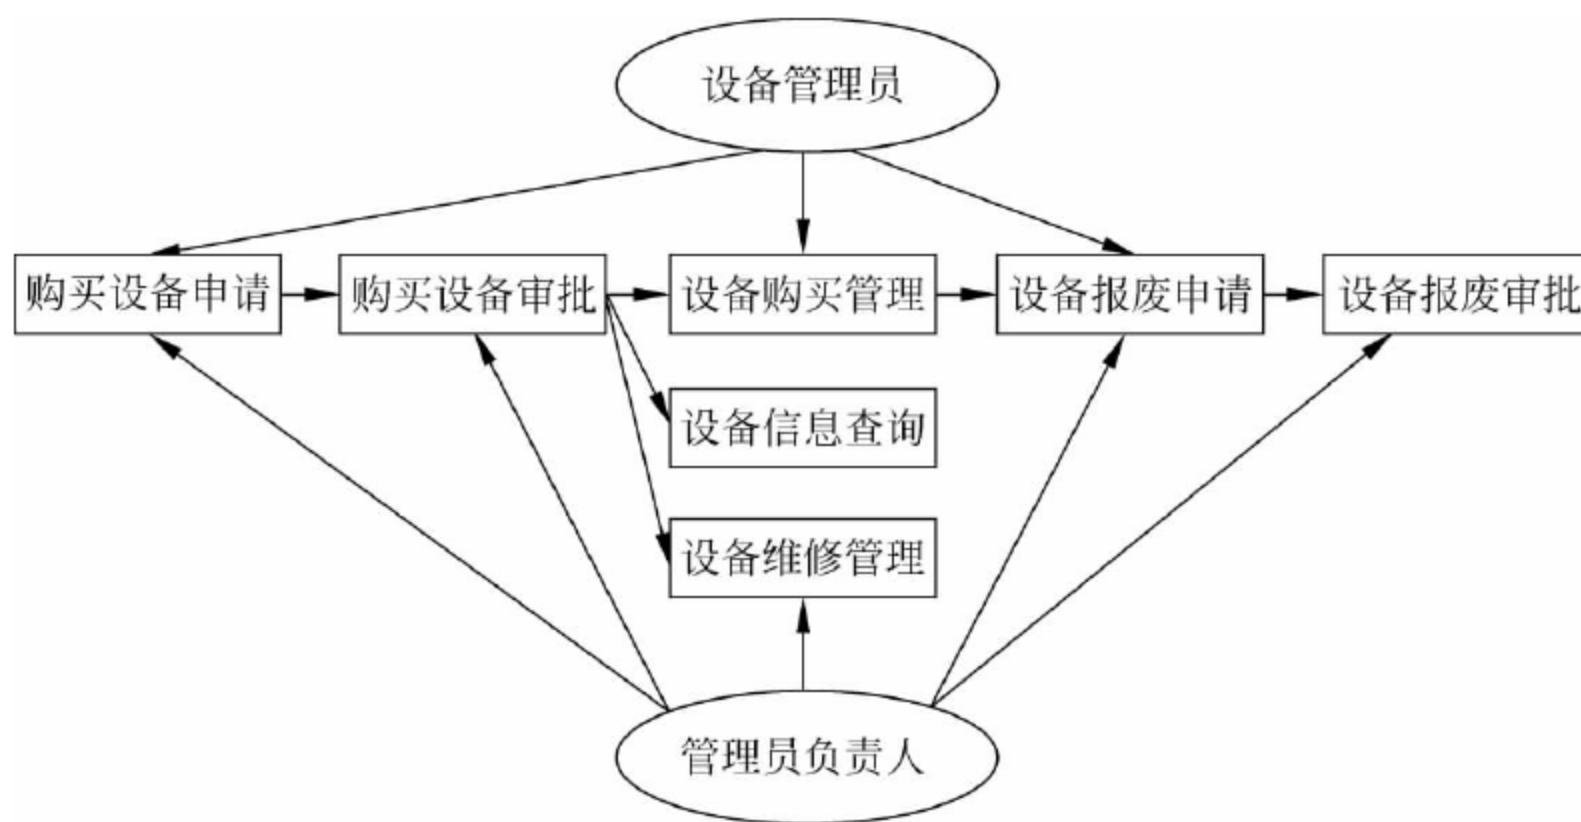 设备管理员
购买设备申请
购买设备审批
设备购买管理
设备报废申请
设备报废审批
设备信息查询
设备维修管理
管理员负责人